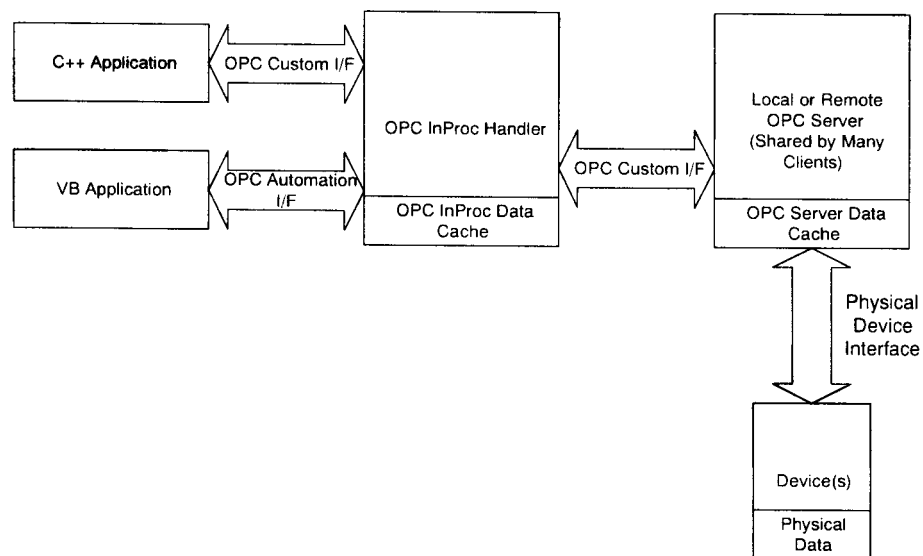 C++ Application
OPC Custom I/F
VB Application
OPC Automation
I/F
OPC InProc Handler
OPC InProc Data
Cache
OPC Custom I/F
Local or Remote
OPC Server
(Shared by Many
Clients)
OPC Server Data
Cache
Physical
Device
Interface
Device(s)
Physical
Data